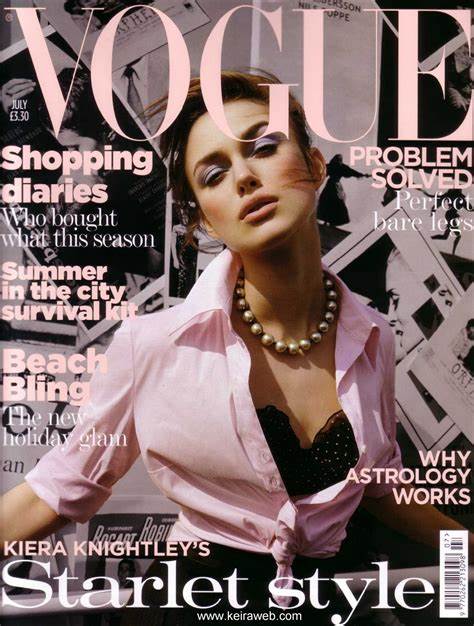 VOGUE
®
JULY
£3.30
Shopping
diaries
Who bought
what this season
Summer
in the city
survival kit
Beach
Bling
The new
holiday glam
PROBLEM
SOLVED
Perfect
bare legs
WHY
ASTROLOGY
WORKS
BOGART
KIERA KNIGHTLEY'S
Starlet style
07
www.keiraweb.com